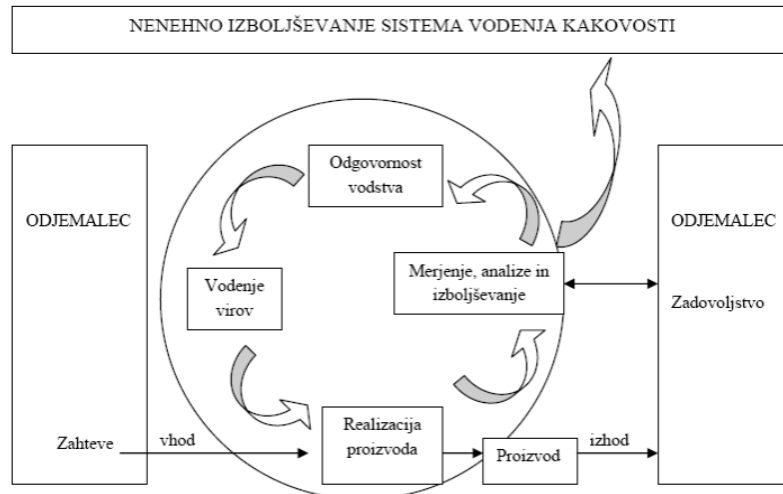 NENEHNO IZBOLJŠEVANJE SISTEMA VODENJA KAKOVOSTI
Odgovornost
vodstva
ODJEMALEC
ODJEMALEC
Vodenje
virov
Merjenje, analize in
izboljševanje
Zadovoljstvo
Zahteve
vhod
Realizacija
proizvoda
Proizvod
izhod